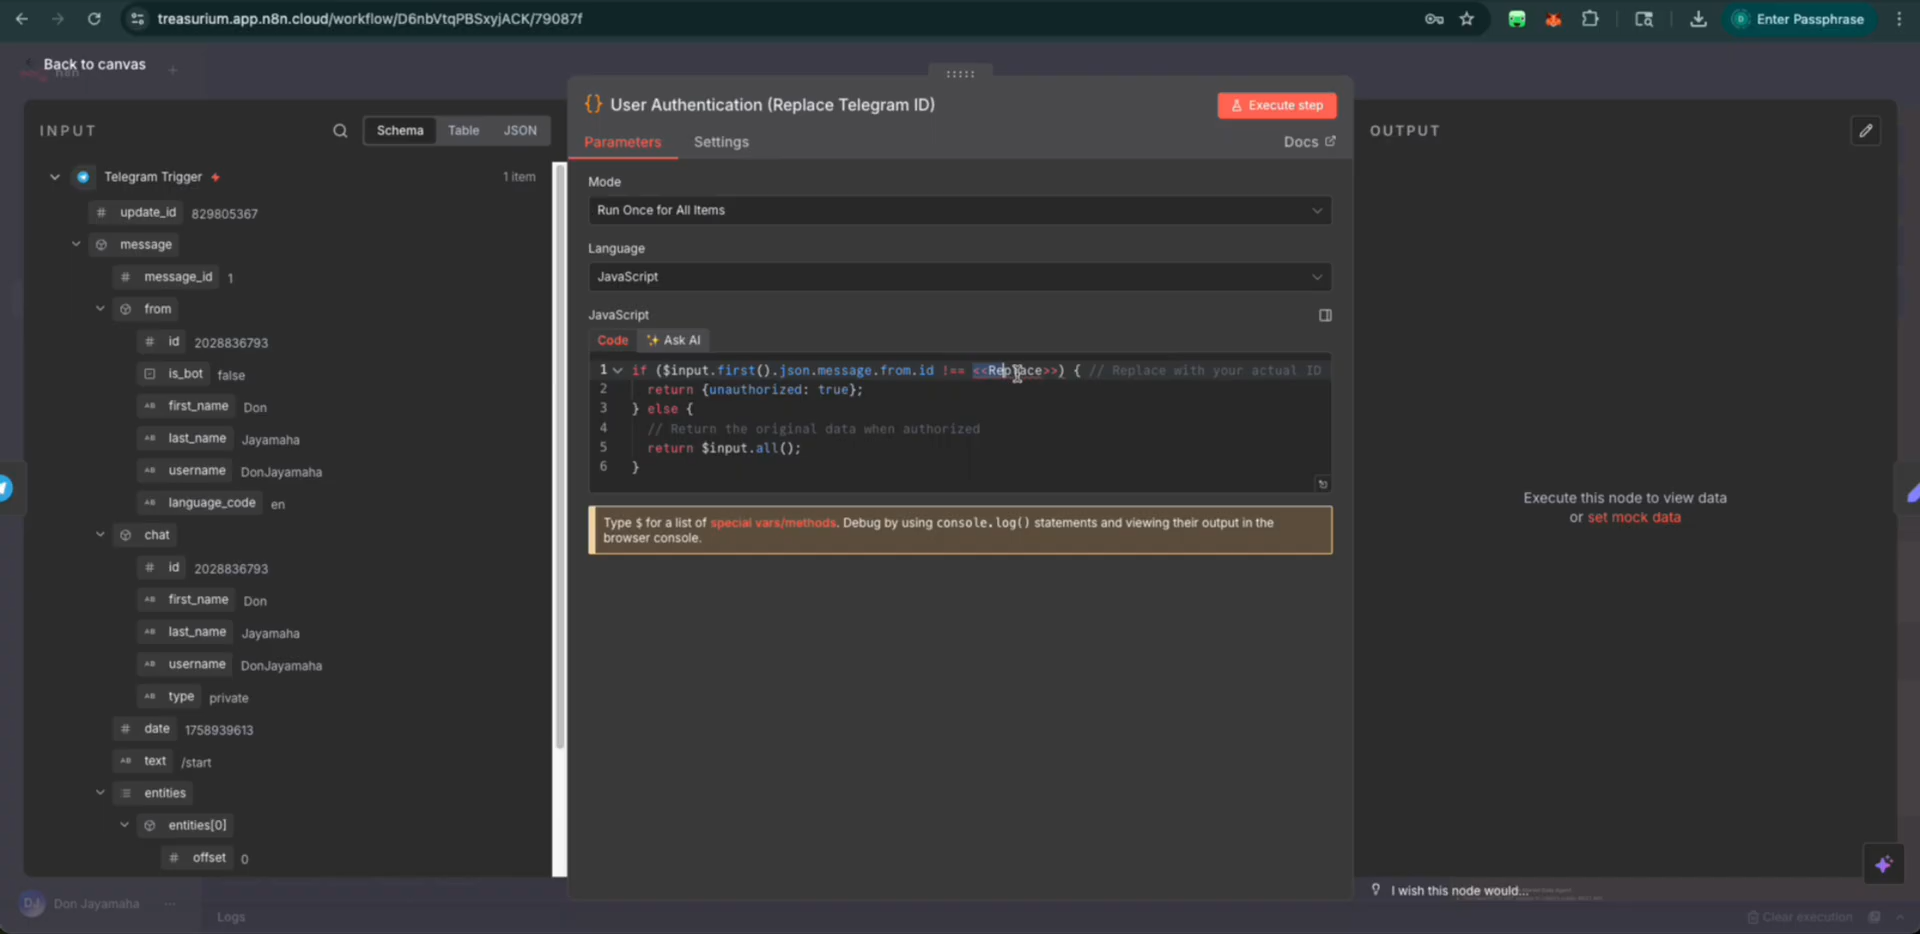 treasurium.app.n8n.cloud/workflow/D6nbVtqPBSxyjACK/79087f
Enter Passphrase
Back to canvas
n8n
INPUT
Schema
Table
JSON
Telegram Trigger
1 item
update_id 829805367
message
message_id 1
from
id 2028836793
is_bot false
first_name Don
last_name Jayamaha
username DonJayamaha
language_code en
chat
id 2028836793
first_name Don
last_name Jayamaha
username DonJayamaha
type private
date 1758939613
text /start
entities
entities[0]
offset 0
DJ Don Jayamaha
Logs
User Authentication (Replace Telegram ID)
Execute step
Parameters
Settings
Docs
Mode
Run Once for All Items
Language
JavaScript
JavaScript
Code
Ask AI
1 if ($input.first().json.message.from.id !== <<Replace>>) { // Replace with your actual ID
2 return {unauthorized: true};
3 } else {
4 // Return the original data when authorized
5 return $input.all();
6 }
Type $ for a list of special vars/methods. Debug by using console.log() statements and viewing their output in the
browser console.
OUTPUT
Execute this node to view data
or set mock data
I wish this node would...
Clear execution